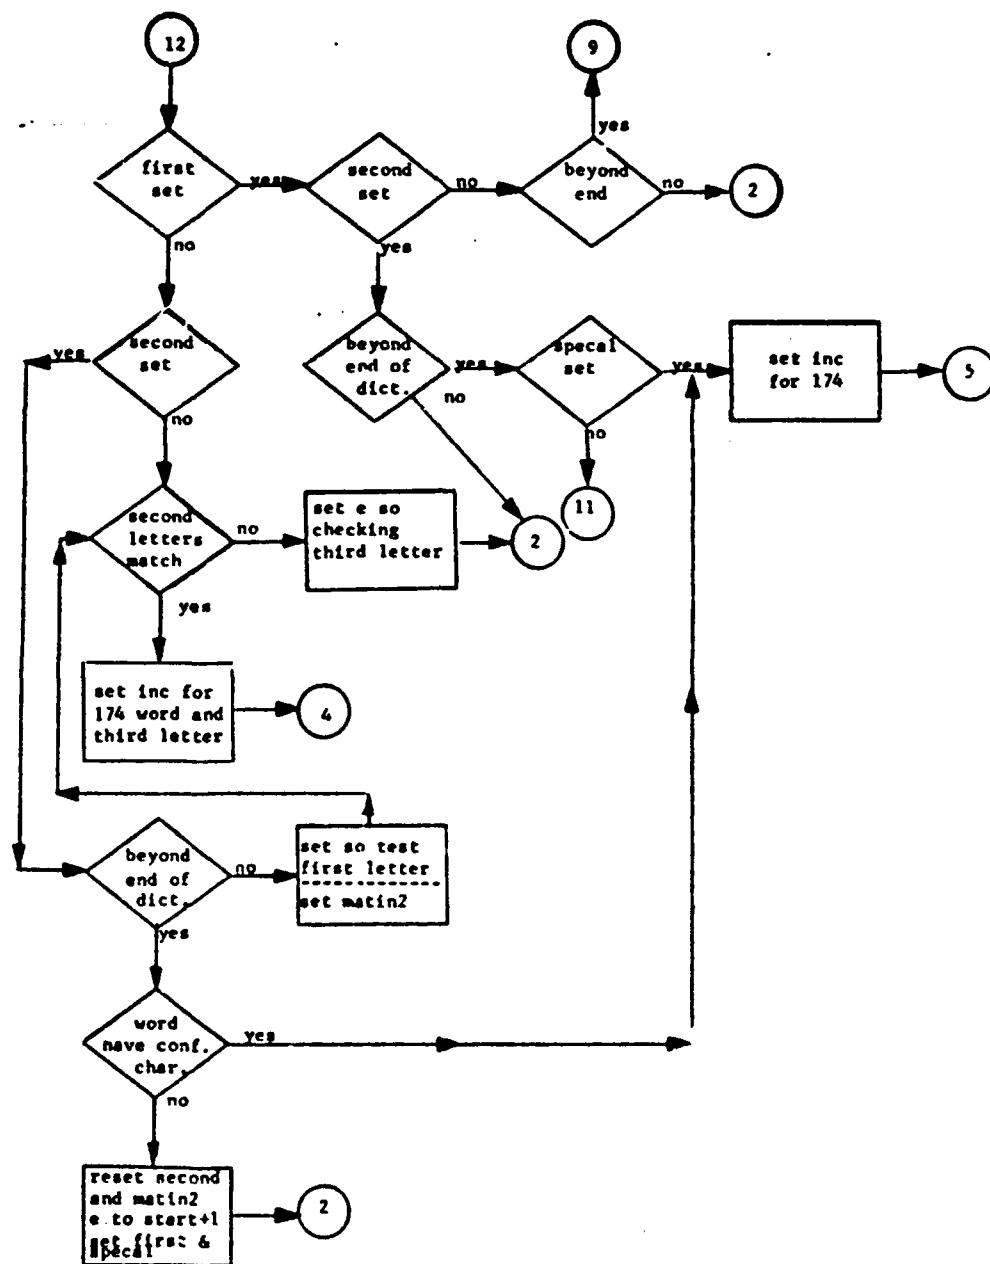 12
9
yes
first
set
yes
second
set
no
beyond
end
no
2
no
yes
yes
second
set
beyond
end of
dict.
yes
no
specal
set
yes
set inc
for 174
5
no
no
11
second
letters
match
no
set e so
checking
third letter
2
yes
set inc for
174 word and
third letter
4
beyond
end of
dict.
no
set so test
first letter
set matin2
yes
word
have conf.
char.
yes
no
reset second
and matin2
e to start+1
set first &
specal
2